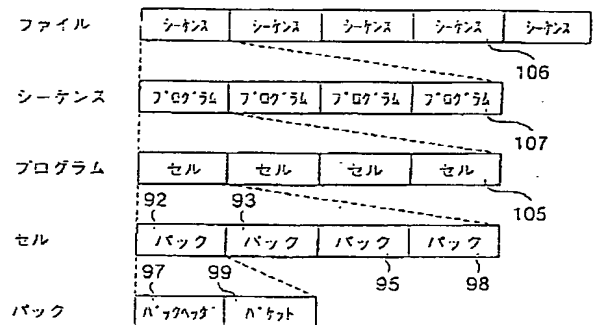 ファイル ｼｰｹﾝｽ ｼｰｹﾝｽ ｼｰｹﾝｽ ｼｰｹﾝｽ ｼｰｹﾝｽ
106
シーケンス ﾌﾟﾛｸﾞﾗﾑ ﾌﾟﾛｸﾞﾗﾑ ﾌﾟﾛｸﾞﾗﾑ ﾌﾟﾛｸﾞﾗﾑ
107
プログラム セル セル セル セル
92 93 105
セル パック パック パック パック
97 99 95 98
パック ﾊﾟｯｸﾍｯﾀﾞ ﾊﾟｹｯﾄ